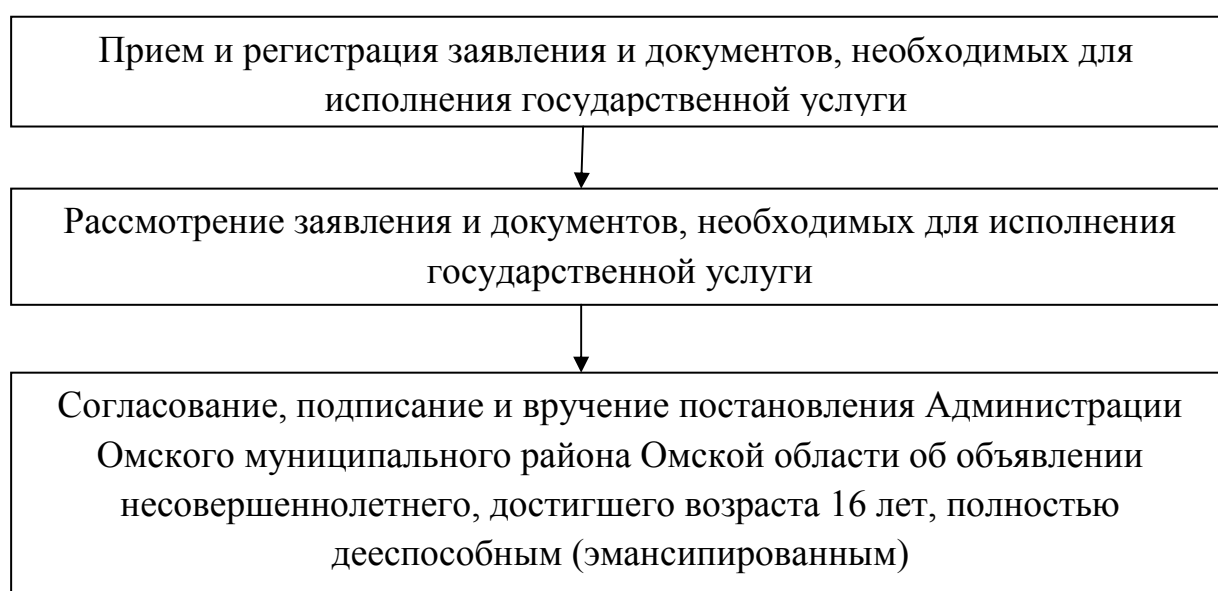 Прием и регистрация заявления и документов, необходимых для
исполнения государственной услуги
Рассмотрение заявления и документов, необходимых для исполнения
государственной услуги
Согласование, подписание и вручение постановления Администрации
Омского муниципального района Омской области об объявлении
несовершеннолетнего, достигшего возраста 16 лет, полностью
дееспособным (эмансипированным)